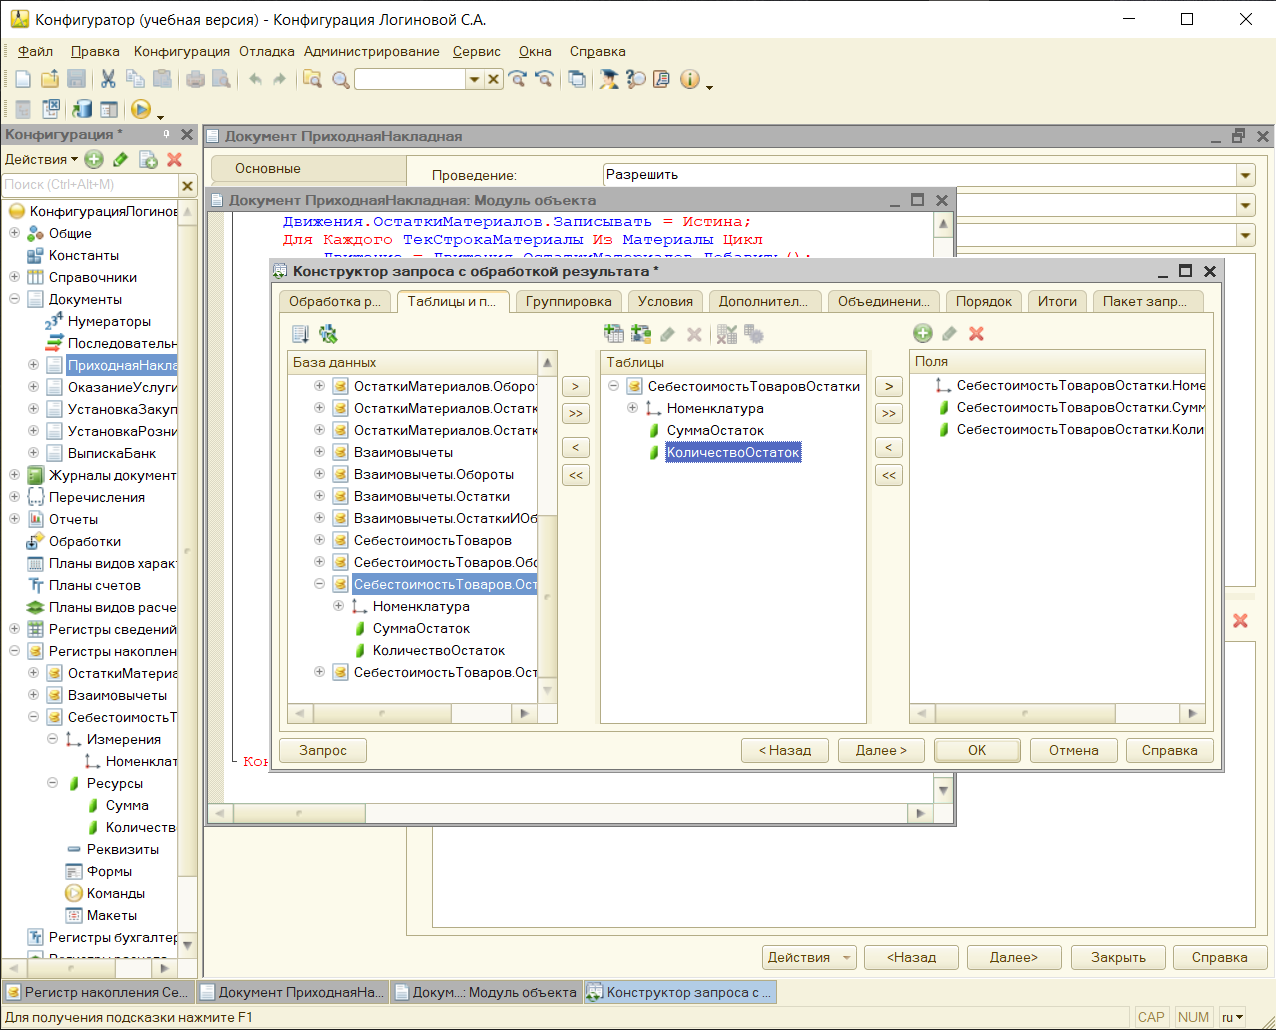 Конфигуратор (учебная версия) - Конфигурация Логиновой С.А.
Файл Правка Конфигурация Отладка Администрирование Сервис Окна Справка
Конфигурация *
Действия
Поиск (Ctrl+Alt+M)
КонфигурацияЛогинов
Общие
Константы
Справочники
Документы
Нумераторы
Последовательн
ПриходнаяНакла
ОказаниеУслуги
УстановкаЗакуп
УстановкаРозни
ВыпискаБанк
Журналы документ
Перечисления
Отчеты
Обработки
Планы видов харак
Планы счетов
Планы видов расче
Регистры сведений
Регистры накоплен
ОстаткиМатериа
Взаимовычеты
СебестоимостьТ
Измерения
Номенклат
Ресурсы
Сумма
Количеств
Реквизиты
Формы
Команды
Макеты
Регистры бухгалтер
Документ ПриходнаяНакладная
Основные
Проведение:
Разрешить
Документ ПриходнаяНакладная: Модуль объекта
Движения.ОстаткиМатериалов.Записывать = Истина;
Для Каждого ТекСтрокаМатериалы Из Материалы Цикл
Движение = Движения.ОстаткиМатериалов.Добавить();
Кон
Конструктор запроса с обработкой результата *
Обработка р... Таблицы и п... Группировка Условия Дополнител... Объединени... Порядок Итоги Пакет запр...
База данных
ОстаткиМатериалов.Оборот
ОстаткиМатериалов.Остатк
ОстаткиМатериалов.Остатк
Взаимовычеты
Взаимовычеты.Обороты
Взаимовычеты.Остатки
Взаимовычеты.ОстаткиИОб
СебестоимостьТоваров
СебестоимостьТоваров.Обо
СебестоимостьТоваров.Ост
Номенклатура
СуммаОстаток
КоличествоОстаток
СебестоимостьТоваров.Ост
>
>>
<
<<
Таблицы
СебестоимостьТоваровОстатки
Номенклатура
СуммаОстаток
КоличествоОстаток
>
>>
<
<<
Поля
СебестоимостьТоваровОстатки.Номе
СебестоимостьТоваровОстатки.Сумм
СебестоимостьТоваровОстатки.Коли
Запрос < Назад Далее > OK Отмена Справка
Действия <Назад Далее> Закрыть Справка
Регистр накопления Се... Документ ПриходнаяНа... Докум...: Модуль объекта Конструктор запроса с ...
Для получения подсказки нажмите F1
CAP NUM ru